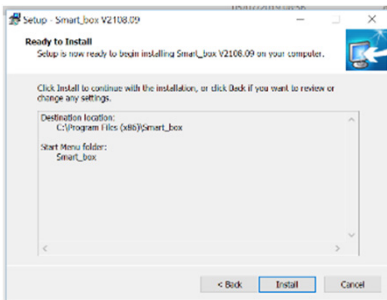 Setup - Smart_box V2108.09
Ready to Install
Setup is now ready to begin installing Smart_box V2108.09 on your computer.
Click Install to continue with the installation, or click Back if you want to review or
change any settings.
Destination location:
C:\Program Files (x86)\Smart_box
Start Menu folder:
Smart_box
< Back
Install
Cancel